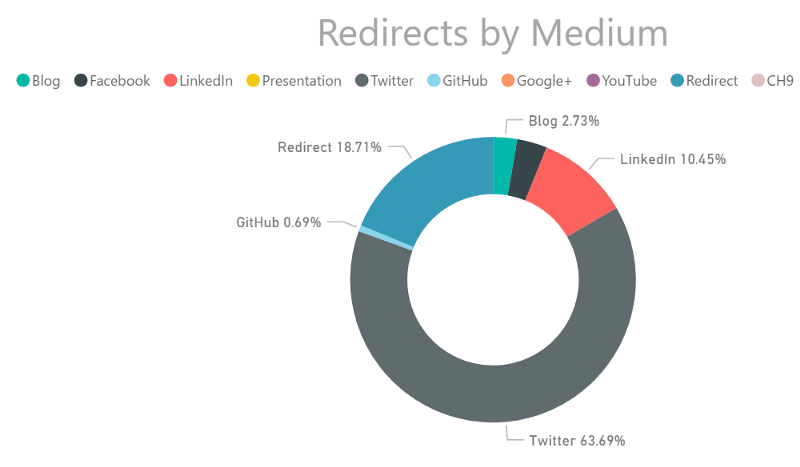 Redirects by Medium
Blog Facebook LinkedIn Presentation Twitter GitHub Google+ YouTube Redirect CH9
Blog 2.73%
Redirect 18.71%
LinkedIn 10.45%
GitHub 0.69%
Twitter 63.69%